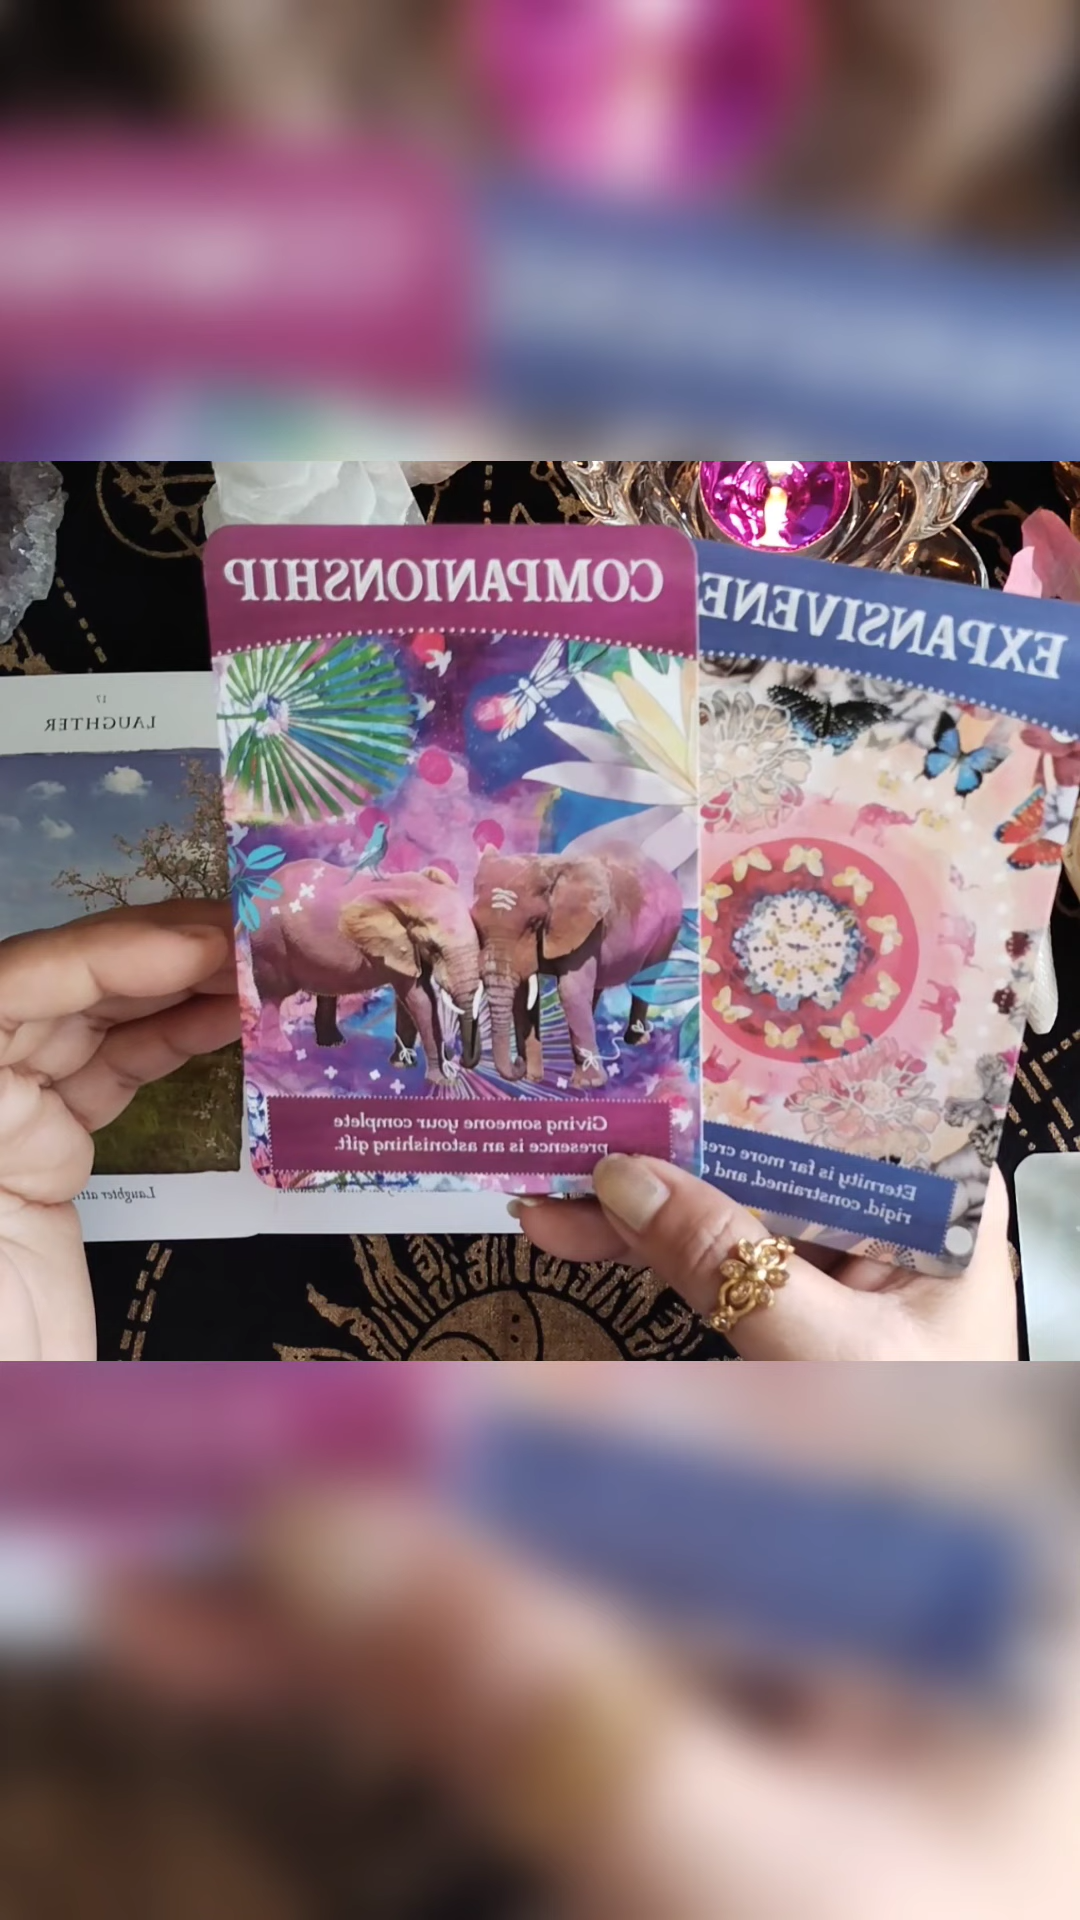 COMPANIONSHIP
Giving someone your complete
presence is an astonishing gift.
EXPANSIVENE
Eternity is far more
rigid, constrained, and
17
LAUGHTER
Laughter